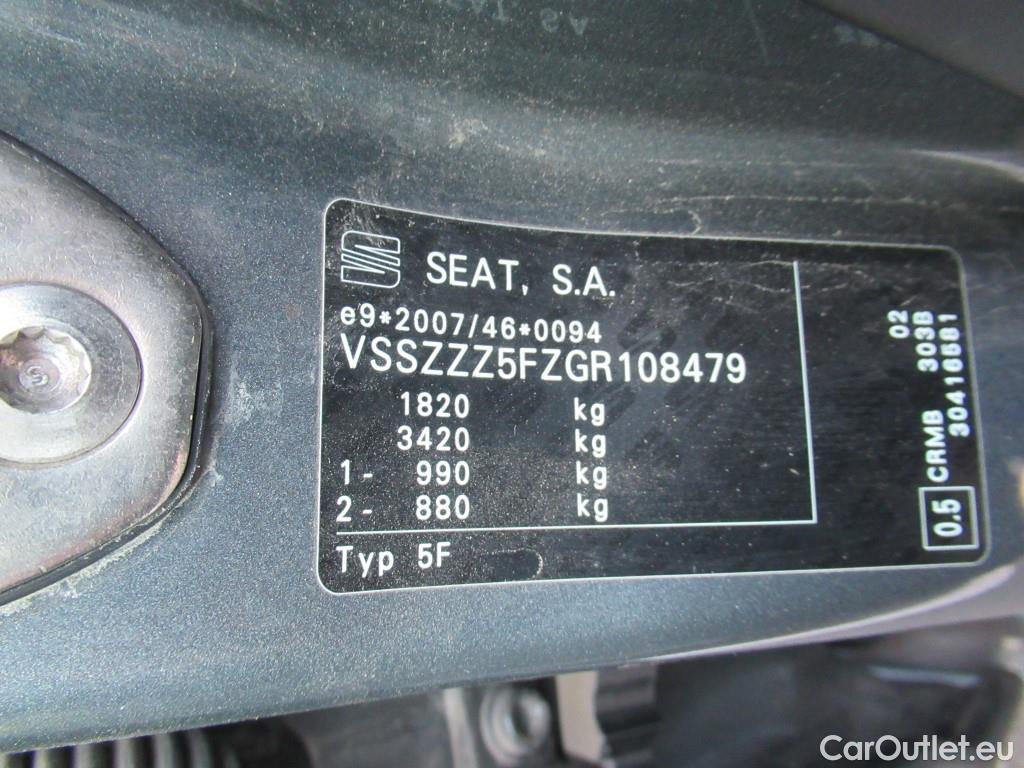 SEAT, S.A.
e9*2007/46*0094
VSSZZZ5FZGR108479
1820 kg
3420 kg
1- 990 kg
2- 880 kg
Typ 5F
0.5 CRMB 303B 02
30416581
S
CarOutlet.eu